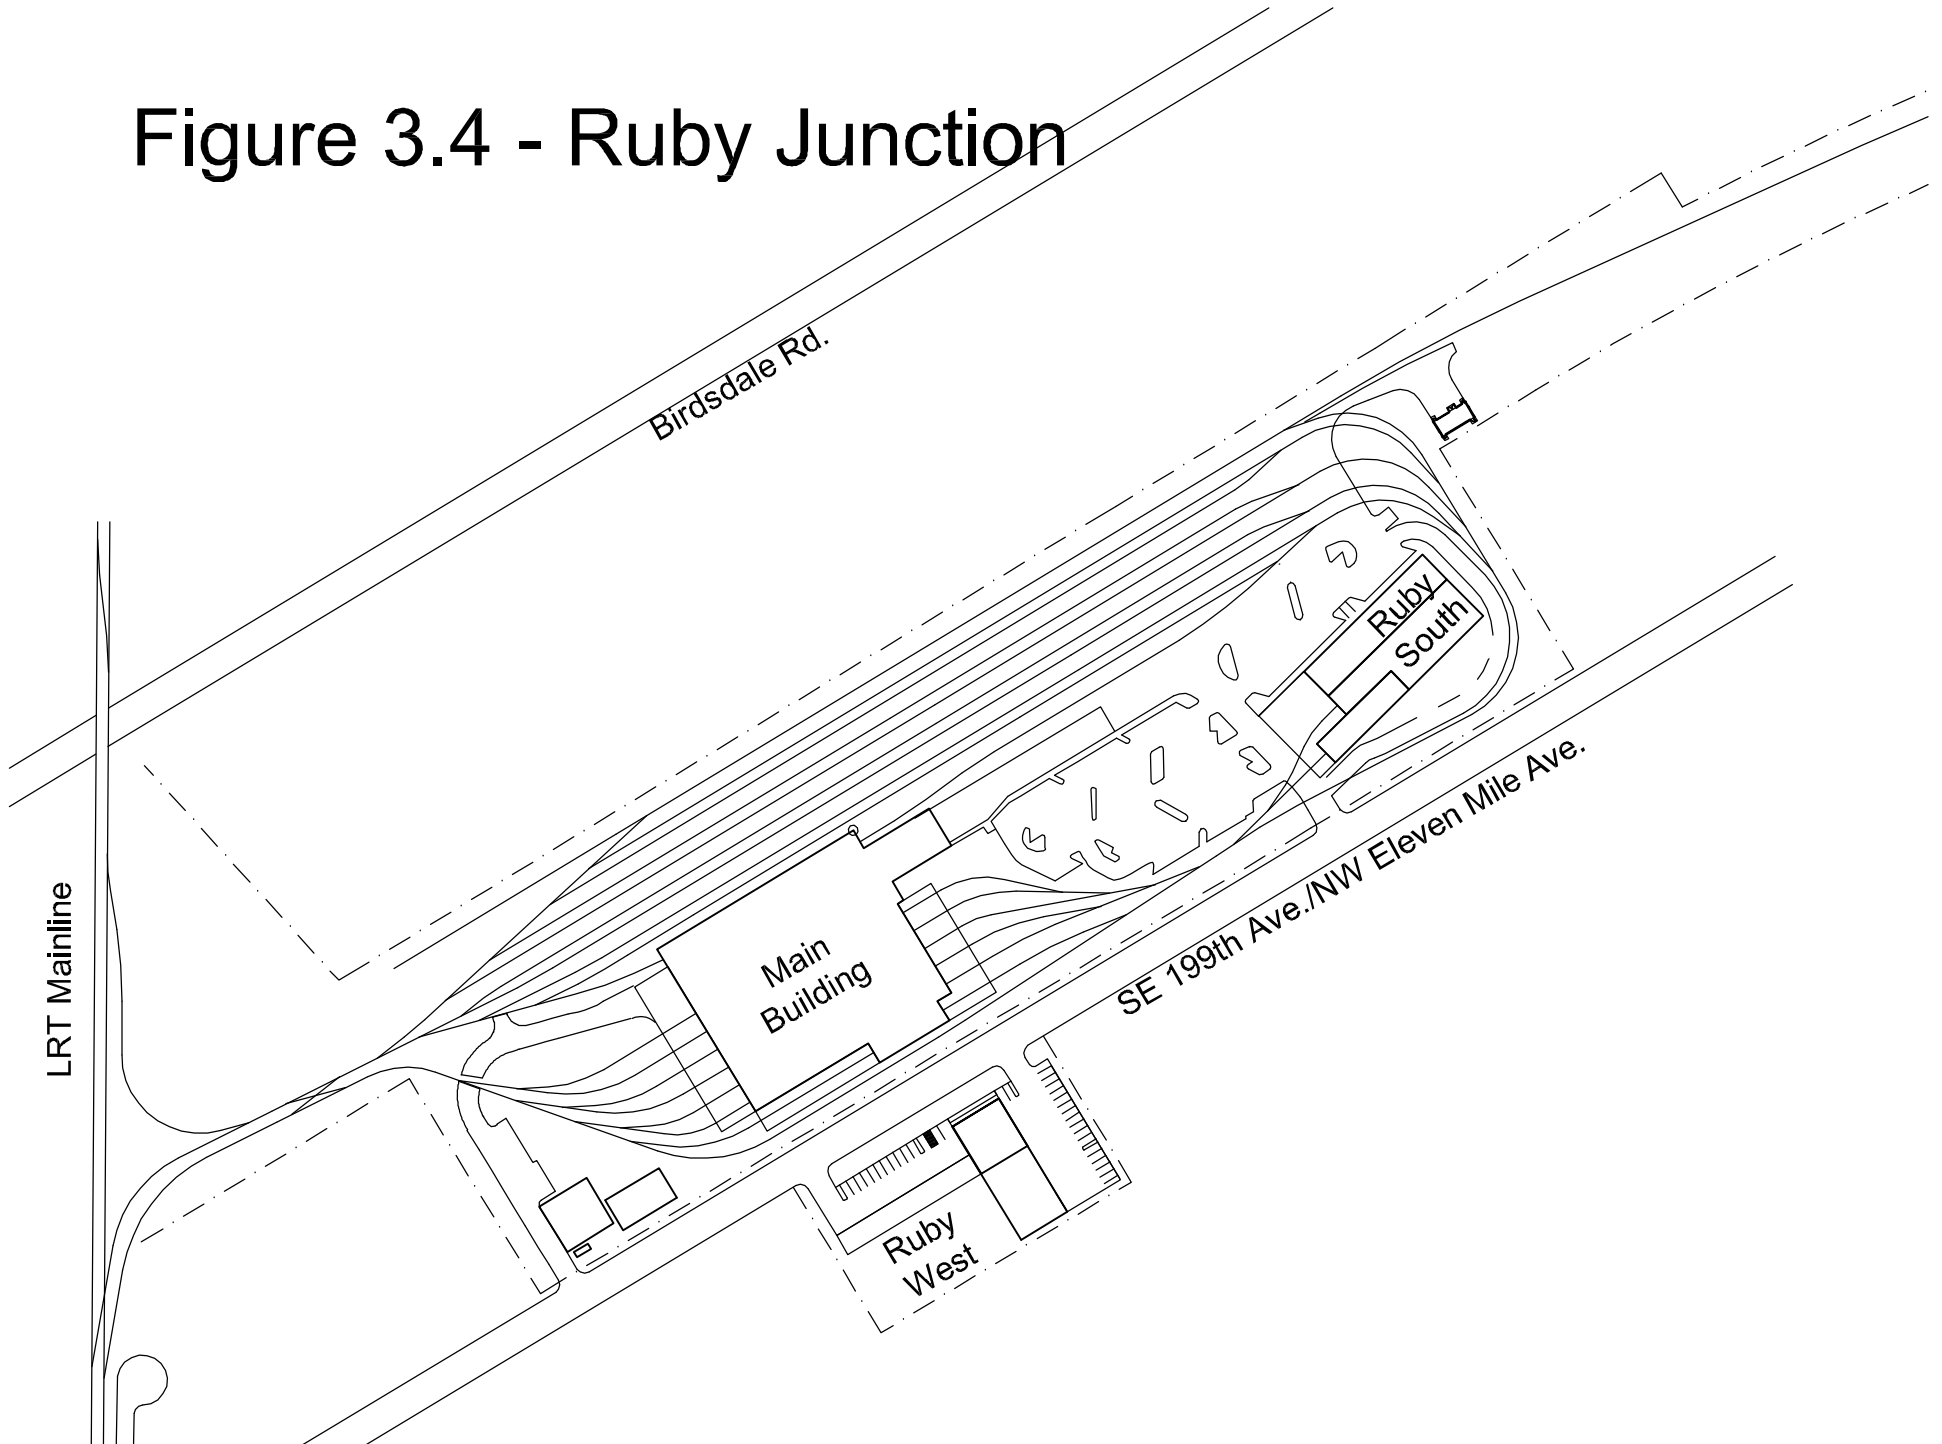 Figure 3.4 - Ruby Junction
Birdsdale Rd.
Ruby
South
SE 199th Ave./NW Eleven Mile Ave.
LRT Mainline
Main
Building
Ruby
West